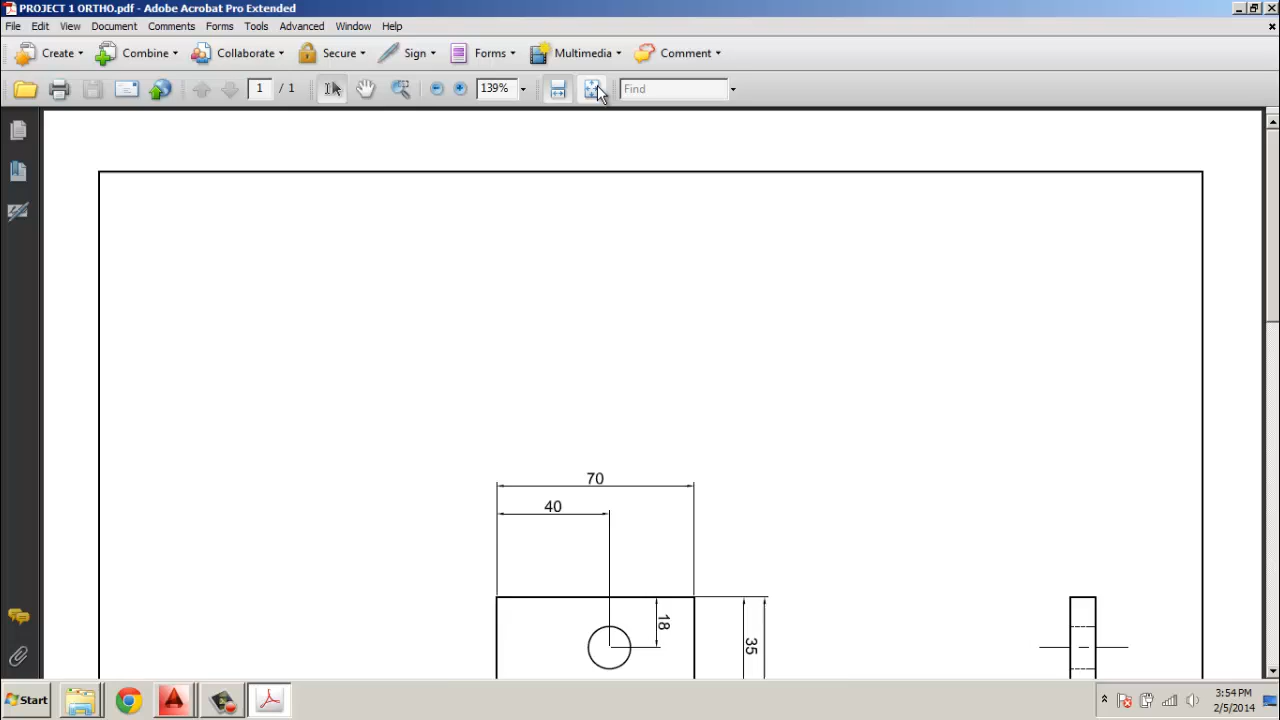 PROJECT 1 ORTHO.pdf - Adobe Acrobat Pro Extended
File Edit View Document Comments Forms Tools Advanced Window Help
Create Combine Collaborate Secure Sign Forms Multimedia Comment
1 / 1 139% Find
70
40
18
35
Start 3:54 PM
2/5/2014